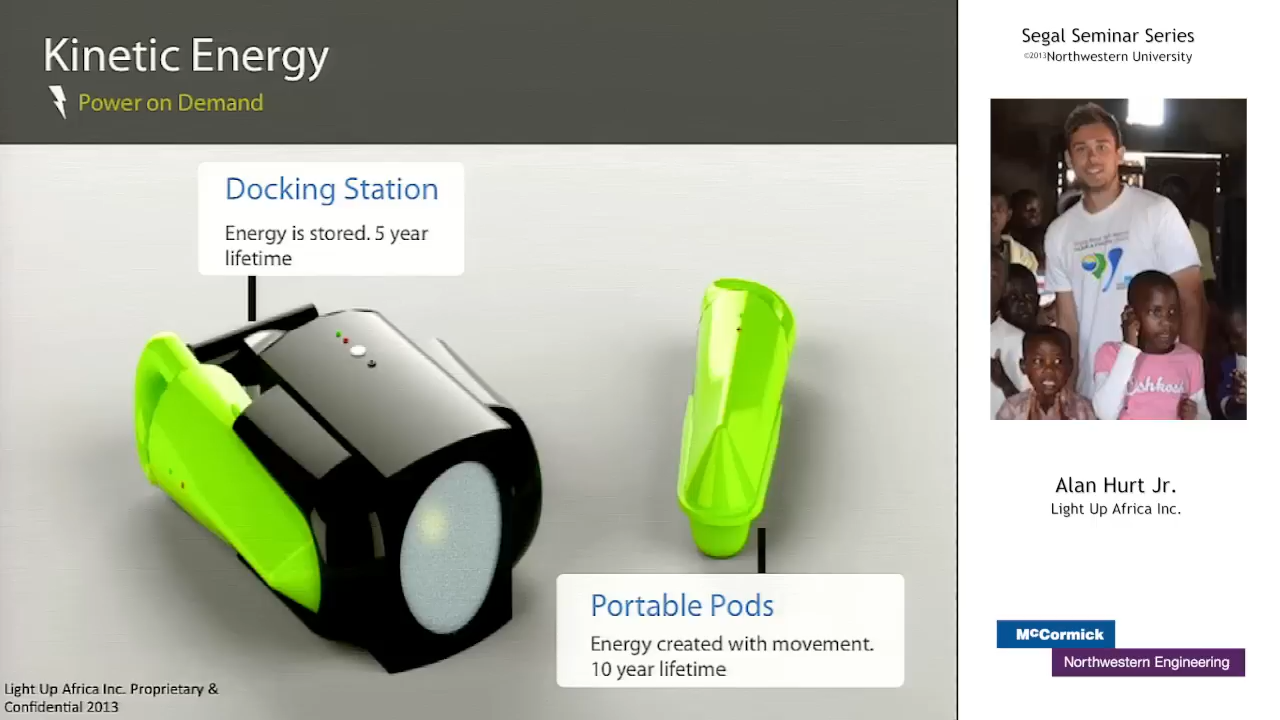 Kinetic Energy
Power on Demand
Docking Station
Energy is stored. 5 year
lifetime
Portable Pods
Energy created with movement.
10 year lifetime
Light Up Africa Inc. Proprietary &
Confidential 2013
Segal Seminar Series
©2013Northwestern University
Oshkosh
Alan Hurt Jr.
Light Up Africa Inc.
McCormick
Northwestern Engineering